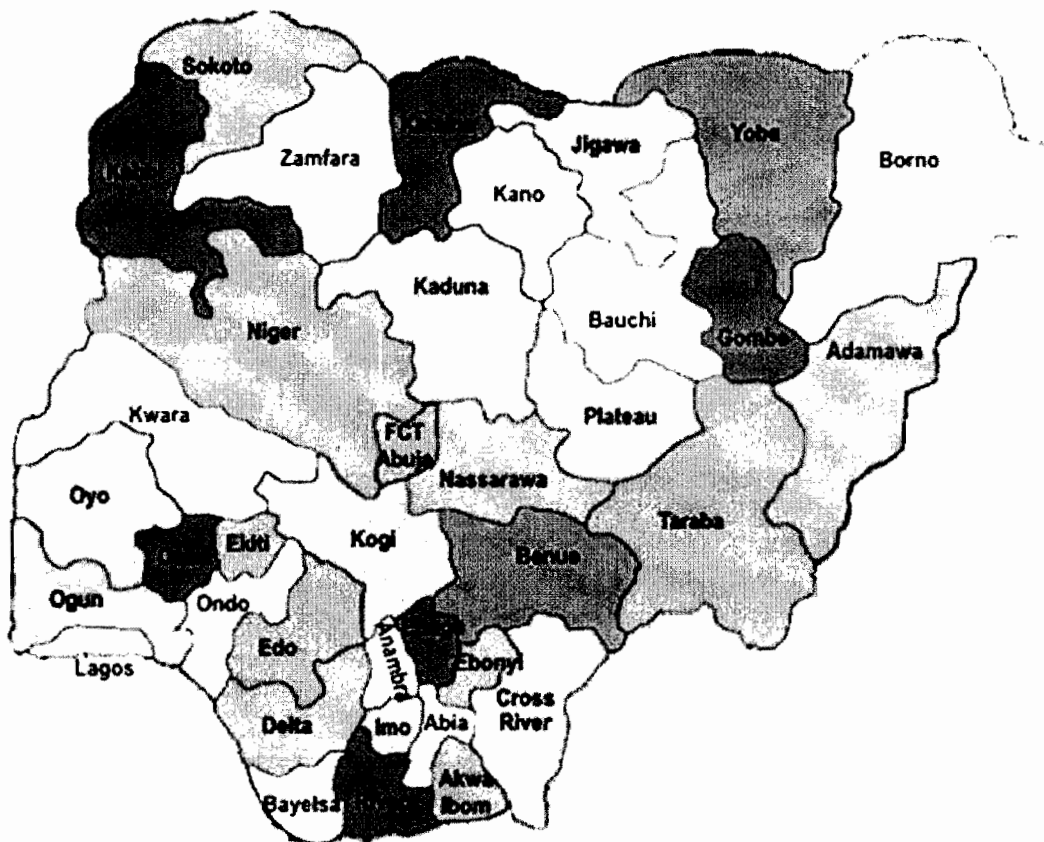 Sokoto
Zamfara
Jigawa
Yobe
Borno
Kano
Kaduna
Bauchi
Niger
Gombe
Adamawa
Kwara
Plateau
FCT
Abuja
Nassarawa
Oyo
Taraba
Kogi
Ekiti
Benue
Ogun
Ondo
Edo
Anambra
Ebonyi
Lagos
Cross
River
Delta
Imo
Abia
Bayelsa
Akwa
Ibom